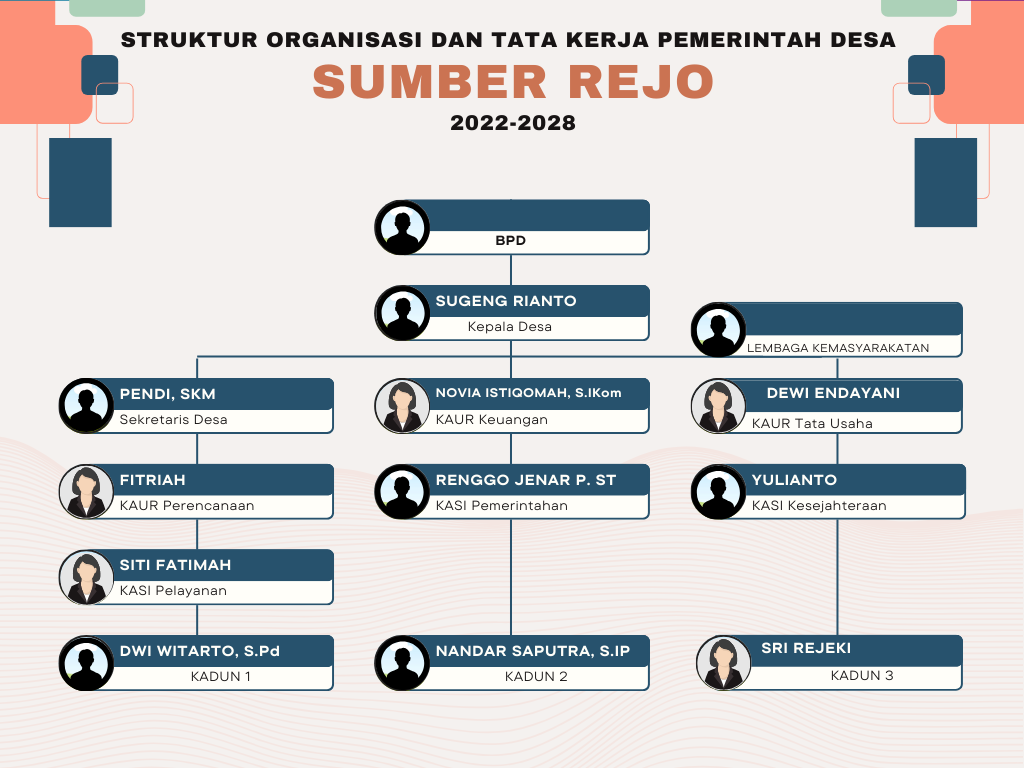 STRUKTUR ORGANISASI DAN TATA KERJA PEMERINTAH DESA
SUMBER REJO
2022-2028
BPD
SUGENG RIANTO
Kepala Desa
LEMBAGA KEMASYARAKATAN
PENDI, SKM
Sekretaris Desa
NOVIA ISTIQOMAH, S.IKom
KAUR Keuangan
DEWI ENDAYANI
KAUR Tata Usaha
FITRIAH
KAUR Perencanaan
RENGGO JENAR P. ST
KASI Pemerintahan
YULIANTO
KASI Kesejahteraan
SITI FATIMAH
KASI Pelayanan
DWI WITARTO, S.Pd
KADUN 1
NANDAR SAPUTRA, S.IP
KADUN 2
SRI REJEKI
KADUN 3